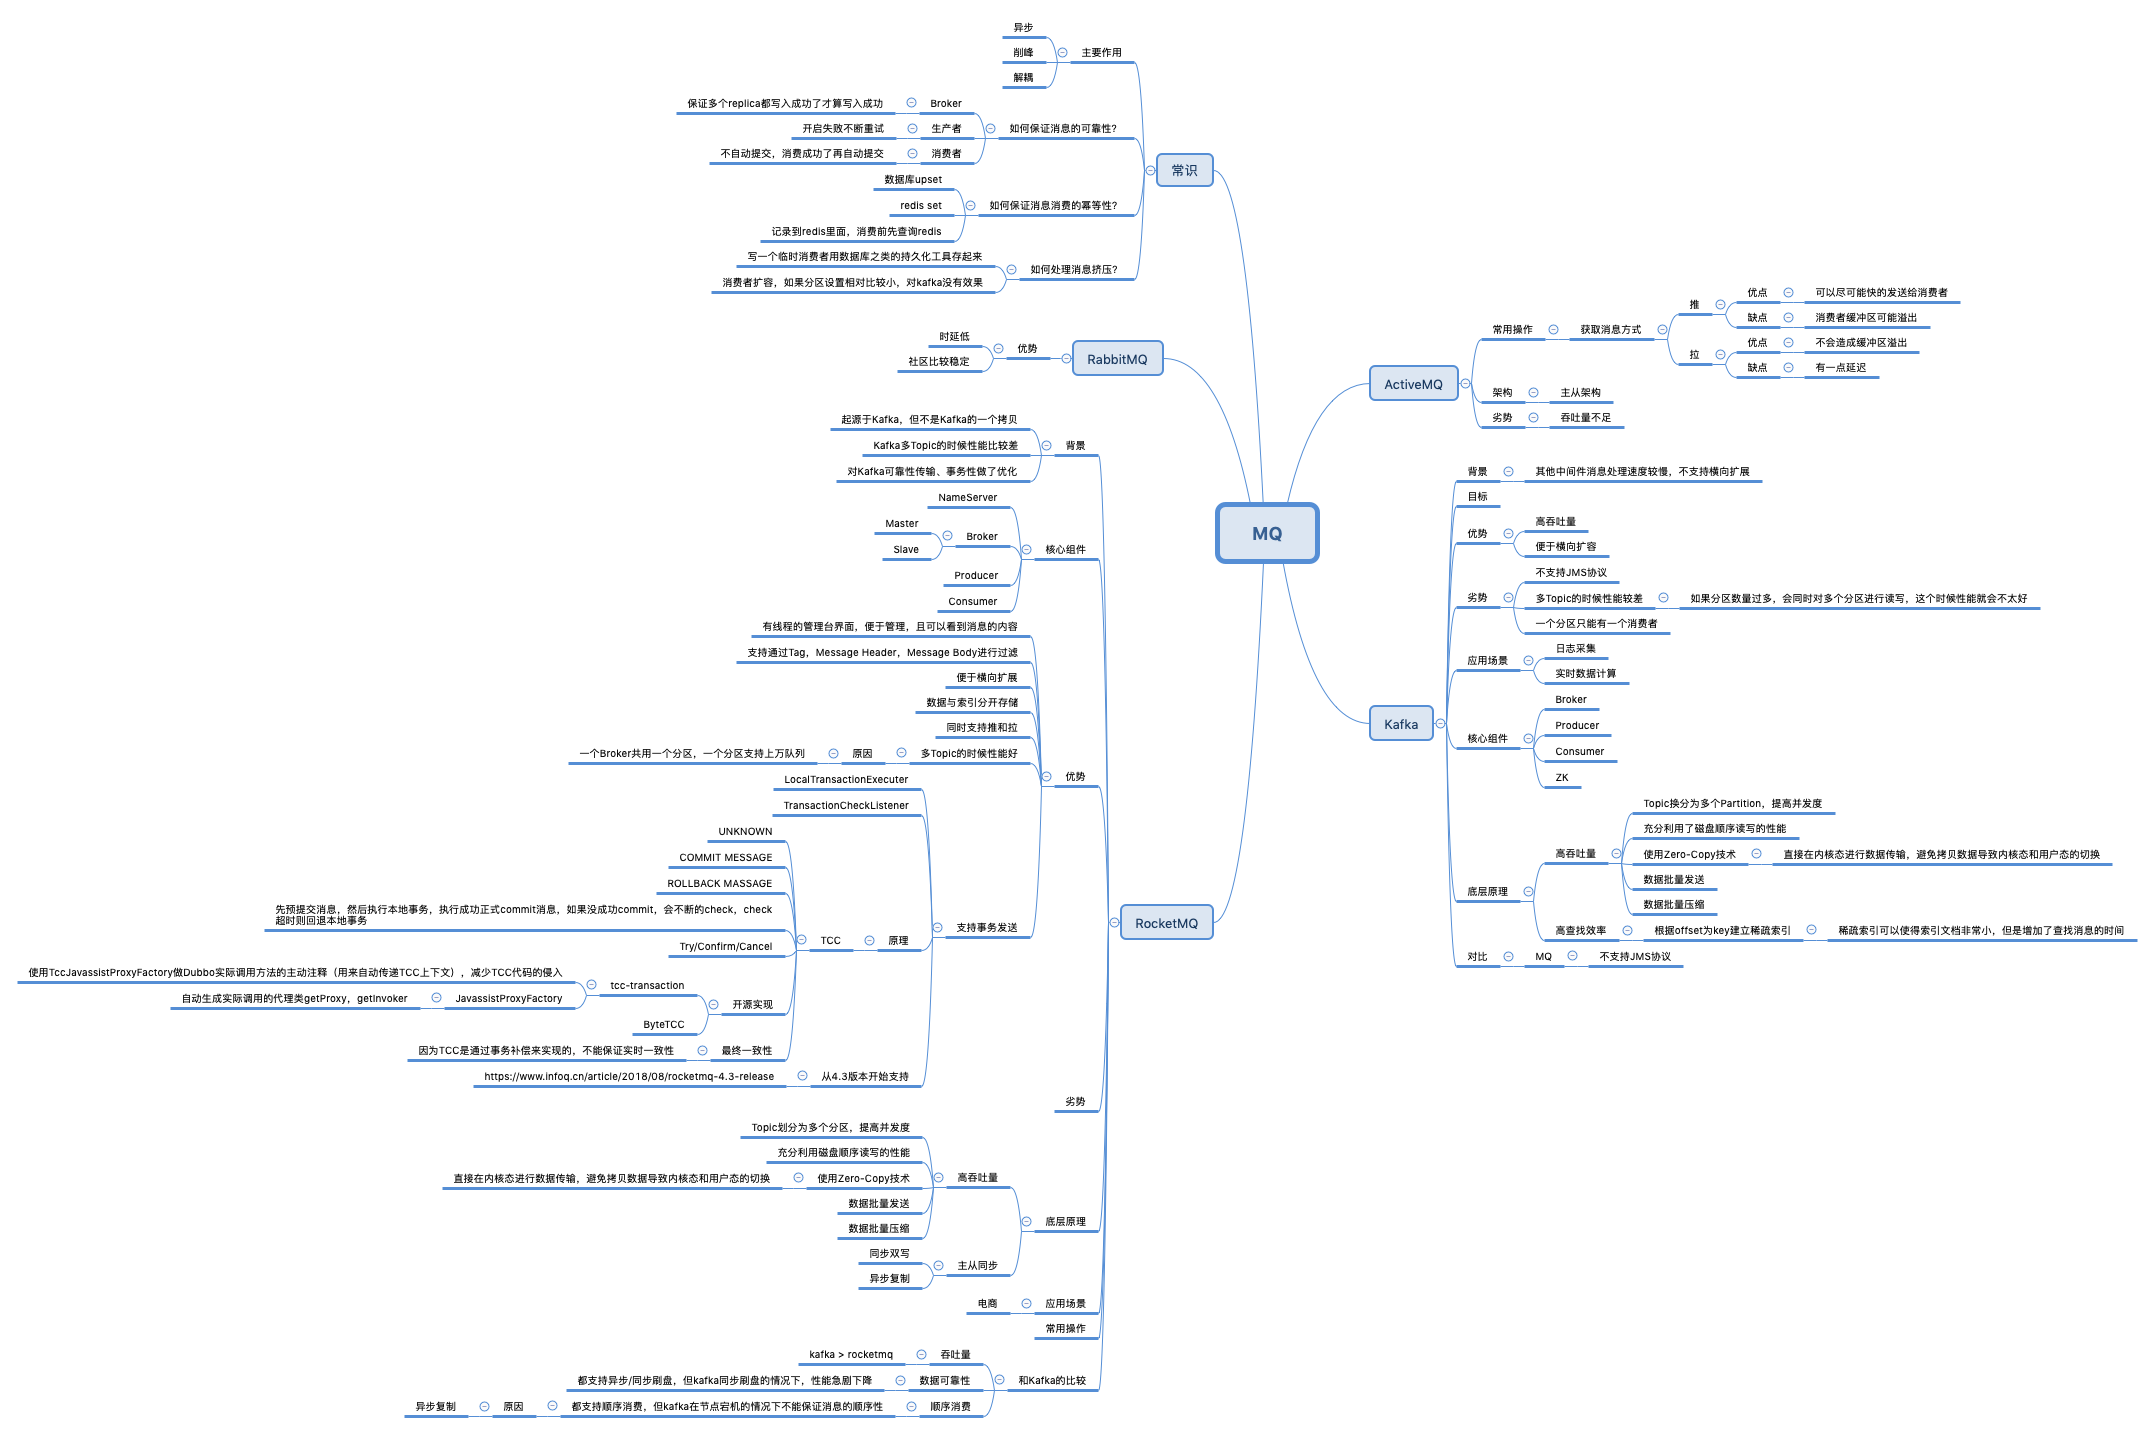 MQ
常识
主要作用
异步
削峰
解耦
如何保证消息的可靠性?
Broker
保证多个replica都写入成功了才算写入成功
生产者
开启失败不断重试
消费者
不自动提交，消费成功了再自动提交
如何保证消息消费的幂等性?
数据库upset
redis set
记录到redis里面，消费前先查询redis
如何处理消息挤压?
写一个临时消费者用数据库之类的持久化工具存起来
消费者扩容，如果分区设置相对比较小，对kafka没有效果
RabbitMQ
优势
时延低
社区比较稳定
RocketMQ
背景
起源于Kafka，但不是Kafka的一个拷贝
Kafka多Topic的时候性能比较差
对Kafka可靠性传输、事务性做了优化
核心组件
NameServer
Broker
Master
Slave
Producer
Consumer
优势
有线程的管理台界面，便于管理，且可以看到消息的内容
支持通过Tag，Message Header，Message Body进行过滤
便于横向扩展
数据与索引分开存储
同时支持推和拉
多Topic的时候性能好
原因
一个Broker共用一个分区，一个分区支持上万队列
支持事务发送
LocalTransactionExecuter
TransactionCheckListener
原理
TCC
UNKNOWN
COMMIT MESSAGE
ROLLBACK MASSAGE
先预提交消息，然后执行本地事务，执行成功正式commit消息，如果没成功commit，会不断的check，check
超时则回退本地事务
Try/Confirm/Cancel
开源实现
tcc-transaction
使用TccJavassistProxyFactory做Dubbo实际调用方法的主动注释（用来自动传递TCC上下文），减少TCC代码的侵入
JavassistProxyFactory
自动生成实际调用的代理类getProxy，getInvoker
ByteTCC
最终一致性
因为TCC是通过事务补偿来实现的，不能保证实时一致性
从4.3版本开始支持
https://www.infoq.cn/article/2018/08/rocketmq-4.3-release
劣势
底层原理
高吞吐量
Topic划分为多个分区，提高并发度
充分利用磁盘顺序读写的性能
使用Zero-Copy技术
直接在内核态进行数据传输，避免拷贝数据导致内核态和用户态的切换
数据批量发送
数据批量压缩
主从同步
同步双写
异步复制
应用场景
电商
常用操作
和Kafka的比较
吞吐量
kafka > rocketmq
数据可靠性
都支持异步/同步刷盘，但kafka同步刷盘的情况下，性能急剧下降
顺序消费
都支持顺序消费，但kafka在节点宕机的情况下不能保证消息的顺序性
原因
异步复制
ActiveMQ
常用操作
获取消息方式
推
优点
可以尽可能快的发送给消费者
缺点
消费者缓冲区可能溢出
拉
优点
不会造成缓冲区溢出
缺点
有一点延迟
架构
主从架构
劣势
吞吐量不足
Kafka
背景
其他中间件消息处理速度较慢，不支持横向扩展
目标
优势
高吞吐量
便于横向扩容
劣势
不支持JMS协议
多Topic的时候性能较差
如果分区数量过多，会同时对多个分区进行读写，这个时候性能就会不太好
一个分区只能有一个消费者
应用场景
日志采集
实时数据计算
核心组件
Broker
Producer
Consumer
ZK
底层原理
高吞吐量
Topic换分为多个Partition，提高并发度
充分利用了磁盘顺序读写的性能
使用Zero-Copy技术
直接在内核态进行数据传输，避免拷贝数据导致内核态和用户态的切换
数据批量发送
数据批量压缩
高查找效率
根据offset为key建立稀疏索引
稀疏索引可以使得索引文档非常小，但是增加了查找消息的时间
对比
MQ
不支持JMS协议